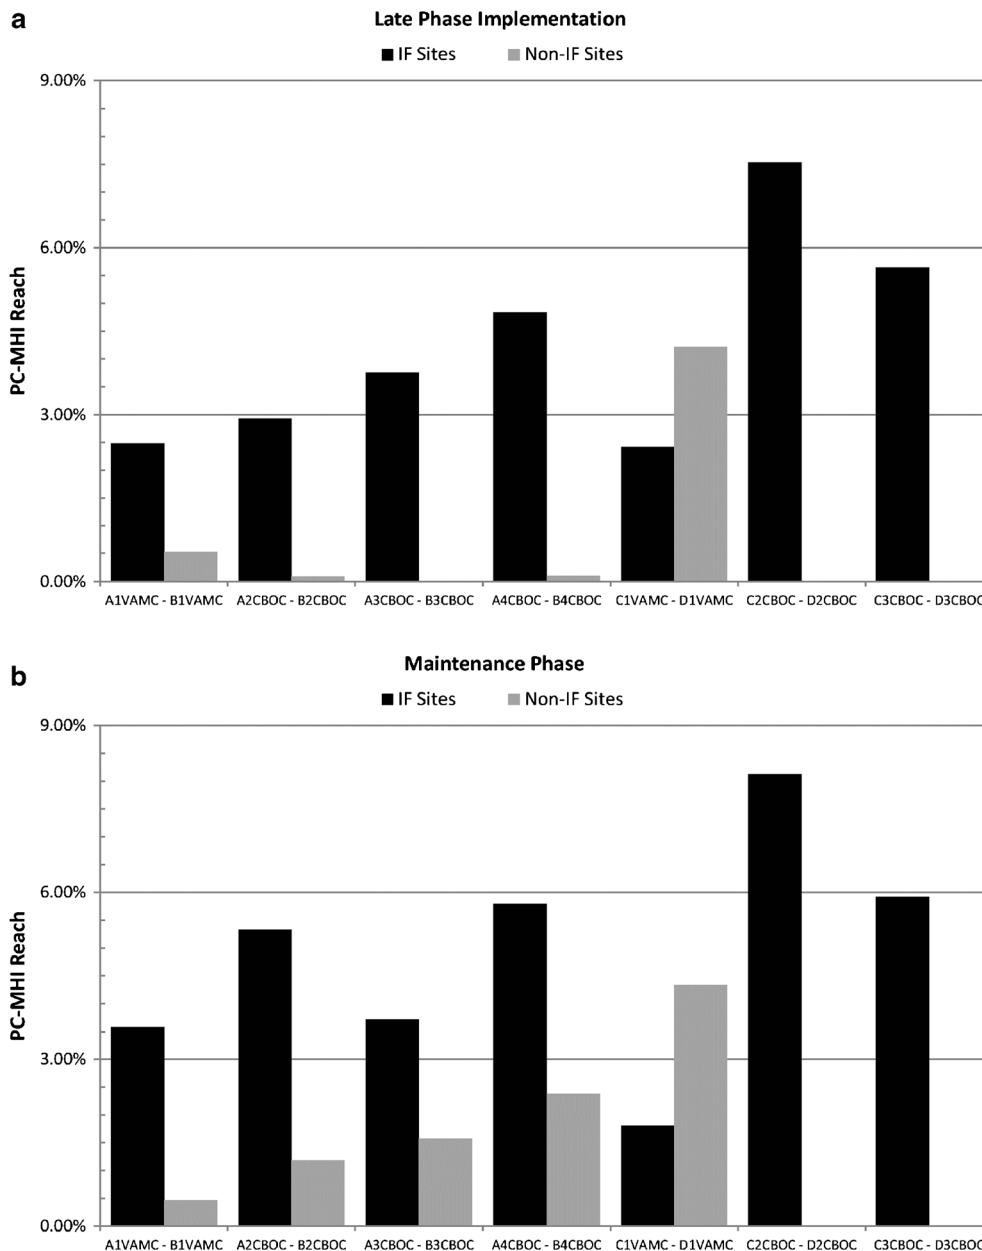 a
Late Phase Implementation
IF Sites Non-IF Sites
9.00%
6.00%
3.00%
0.00%
PC-MHI Reach
A1VAMC - B1VAMC A2CBOC - B2CBOC A3CBOC - B3CBOC A4CBOC - B4CBOC C1VAMC - D1VAMC C2CBOC - D2CBOC C3CBOC - D3CBOC
b
Maintenance Phase
IF Sites Non-IF Sites
9.00%
6.00%
3.00%
0.00%
PC-MHI Reach
A1VAMC - B1VAMC A2CBOC - B2CBOC A3CBOC - B3CBOC A4CBOC - B4CBOC C1VAMC - D1VAMC C2CBOC - D2CBOC C3CBOC - D3CBOC